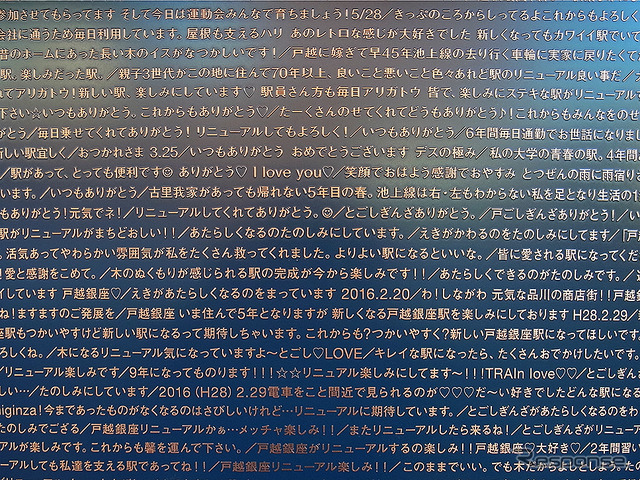 参加させてもらってます そして今日は運動会みんなで育ちましょう！5/28／きっぷのころからしってるよこれからもよろしく
会社に通うため毎日利用しています。屋根も支えるハリ あのレトロな感じが大好きでした 新しくなってもカワイイ駅でいて
昔のホームにあった長い木のイスがなつかしいです！／戸越に嫁ぎて早45年池上線の去り行く車輪に実家に戻りたくて
駅。楽しみだった駅。／親子3世代がこの地に住んで70年以上、良いこと悪いこと色々あれど駅のリニューアル良い事だ／
れてアリガトウ！新しい駅、楽しみにしています♡ 駅員さん方も毎日アリガトウ 皆で、楽しみにステキな駅がリニューアルで
下さい☆いつもありがとう。これからもありがとう♡／たーくさんのせてくれてどうもありがとう♪！これからもみんなをのせ
がとう／毎日乗せてくれてありがとう！リニューアルしてもよろしく！／いつもありがとう／6年間毎日通勤でお世話になりまし
新しい駅宜しく／おつかれさま 3.25／いつもありがとう おめでとうございます デスの極み／私の大学の青春の駅。4年間
／駅があって、とっても便利です☺ ありがとう♡ I love you♡／笑顔でおはよう感謝でおやすみ とつぜんの雨に雨宿り
います。／いつもありがとう／古里我家があっても帰れない5年目の春。池上線は右・左もわからない私を足となり生活の
もありがとう！元気でネ！／リニューアルしてくれてありがとう。☺／とごしぎんざありがとう。／戸ごしぎんざありがとう！／い
駅がリニューアルがまちどおしい！！／あたらしくなるのたのしみにしています。／えきがかわるのをたのしみにしてます／「戸
。活気あってやわらかい雰囲気が私をたくさん救ってくれました。よりよい駅になるといいな。／皆に愛される駅になってくだ
！愛と感謝をこめて。／木のぬくもりが感じられる駅の完成が今から楽しみです！！／あたらしくできるのがたのしみです。／
イしています 戸越銀座♡／えきがあたらしくなるのをまっています 2016.2.20／わ！しながわ 元気な品川の商店街！！戸越
ね！ますますのご発展を／戸越銀座 いま住んで5年となりますが 新しくなる戸越銀座駅を楽しみにしております H28.2.29／
座駅もつかいやすけど新しい駅になるって期待しちゃいます。これからも？つかいやすく？新しい戸越銀座駅になってほしいです。
ろしくね。／木になるリニューアル気になっていますよ～とごし♡LOVE／キレイな駅になったら、たくさんおでかけしたいです。
／リニューアル楽しみです／9年になってものります！！！☆☆リニューアル楽しみにしてます～！！！TRAIn love♡♡／とごしぎん
しい…／たのしみにしています／2016（H28）2.29電車をこと間近で見られるのが♡♡♡だ～い好きでしたどんな駅になる
higinza！今まであったものがなくなるのはさびしいけれど…リニューアルに期待しています。／とごしぎんざがあたらしくなるのをわ
たのしみでござる／戸越銀座リニューアルかぁ…メッチャ楽しみ！！／またリニューアルしたら来るね！／とごしぎんざがリニューア
アルが楽しみです。これからも馨を運んで下さい。／戸越銀座がリニューアルするの楽しみ！！戸越銀座♡大好き♡／2年間習い
ーアルしても私達を支える駅であってね！！／戸越銀座リニューアル楽しみ！！／このままでいい。でも木だからよしとしよう